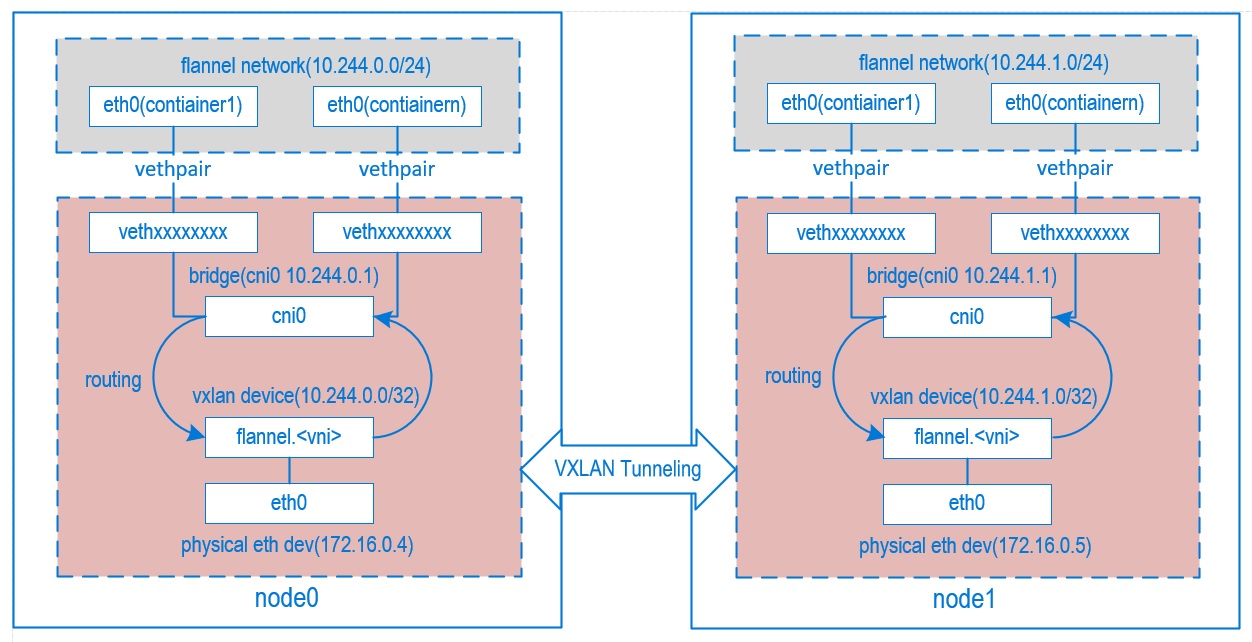 flannel network(10.244.0.0/24)
eth0(contiainer1)
eth0(contiainern)
vethpair
vethpair
vethxxxxxxxx
vethxxxxxxxx
bridge(cni0 10.244.0.1)
cni0
routing
vxlan device(10.244.0.0/32)
flannel.<vni>
eth0
physical eth dev(172.16.0.4)
node0
VXLAN Tunneling
flannel network(10.244.1.0/24)
eth0(contiainer1)
eth0(contiainern)
vethpair
vethpair
vethxxxxxxxx
vethxxxxxxxx
bridge(cni0 10.244.1.1)
cni0
routing
vxlan device(10.244.1.0/32)
flannel.<vni>
eth0
physical eth dev(172.16.0.5)
node1